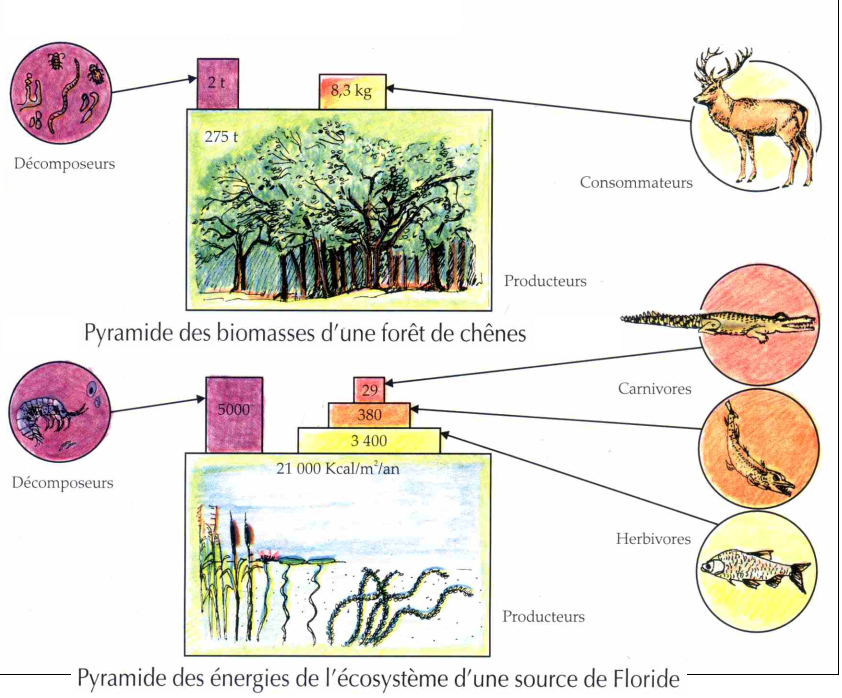 2 t
8,3 kg
275 t
Décomposeurs
Consommateurs
Producteurs
Pyramide des biomasses d'une forêt de chênes
29
Carnivores
5000
380
3 400
21 000 Kcal/m²/an
Décomposeurs
Herbivores
Producteurs
Pyramide des énergies de l'écosystème d'une source de Floride